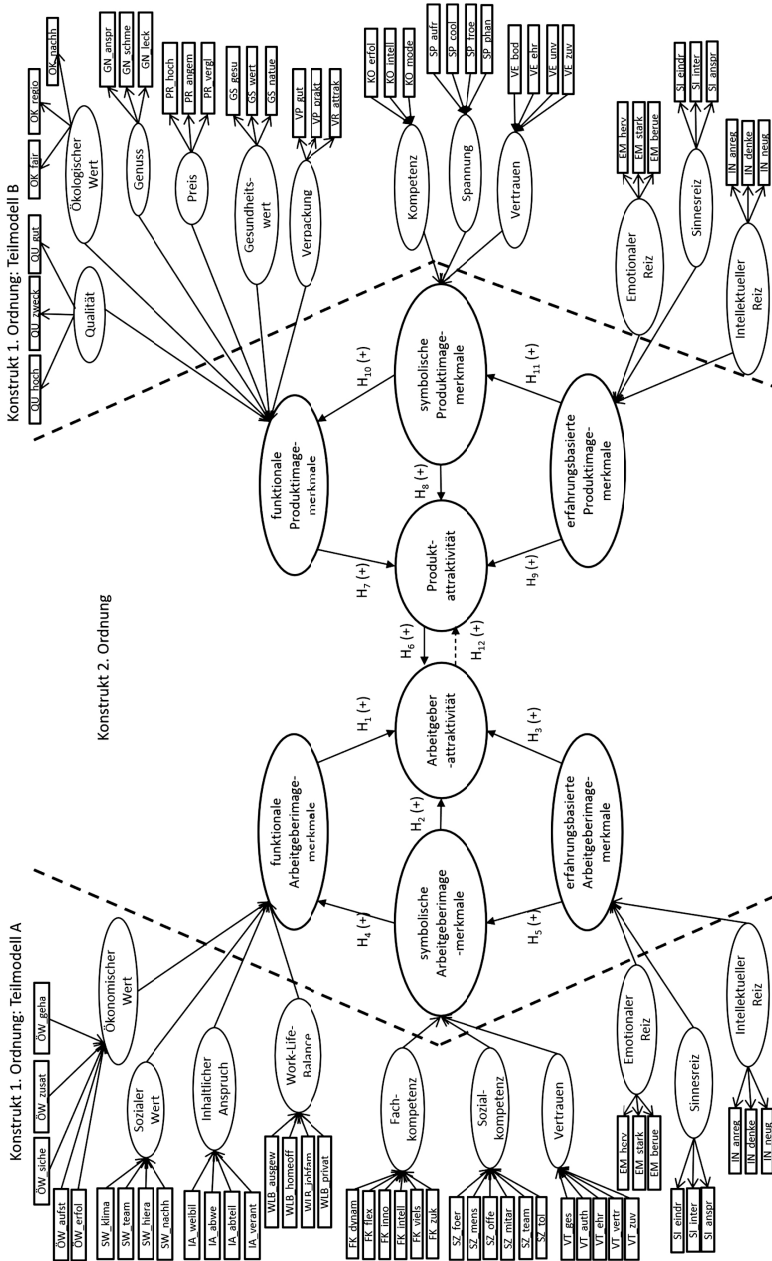 Konstrukt 1. Ordnung: Teilmodell A
Konstrukt 2. Ordnung
Konstrukt 1. Ordnung: Teilmodell B
ÖW_siche
ÖW_zusat
ÖW_geha
ÖW_aufst
ÖW_erfol
Ökonomischer
Wert
SW_klima
SW_team
SW_hiera
SW_nachh
Sozialer
Wert
IA_weibil
IA_abwe
IA_abteil
IA_verant
Inhaltlicher
Anspruch
WLB_ausgew
WLB_homeoff
WLB_jobfam
WLB_privat
Work-Life-
Balance
FK_dynam
FK_flex
FK_inno
FK_intell
FK_viels
FK_zuk
Fach-
kompetenz
SZ_foer
SZ_mens
SZ_offe
SZ_mitar
SZ_team
SZ_tol
Sozial-
kompetenz
VT_ges
VT_auth
VT_ehr
VT_vertr
VT_zuv
Vertrauen
EM_herv
EM_stark
EM_berue
Emotionaler
Reiz
SI_eindr
SI_inter
SI_anspr
Sinnesreiz
IN_anreg
IN_denke
IN_neug
Intellektueller
Reiz
funktionale
Arbeitgeberimage-
merkmale
symbolische
Arbeitgeberimage
-merkmale
erfahrungsbasierte
Arbeitgeberimage-
merkmale
H4 (+)
H5 (+)
H2 (+)
H1 (+)
H3 (+)
Arbeitgeber
-attraktivität
H6 (+)
H12 (+)
Produkt-
attraktivität
H7 (+)
H8 (+)
H9 (+)
H10 (+)
H11 (+)
funktionale
Produktimage-
merkmale
symbolische
Produktimage-
merkmale
erfahrungsbasierte
Produktimage-
merkmale
QU_hoch
QU_zweck
QU_gut
Qualität
OK_fair
OK_regio
OK_nachh
Ökologischer
Wert
GN_anspr
GN_schme
GN_leck
Genuss
PR_hoch
PR_angem
PR_vergl
Preis
GS_gesu
GS_wert
GS_natue
Gesundheits-
wert
VP_gut
VP_prakt
VR_attrak
Verpackung
KO_erfol
KO_intell
KO_mode
Kompetenz
SP_aufr
SP_cool
SP_froe
SP_phan
Spannung
VE_bod
VE_ehr
VE_unv
VE_zuv
Vertrauen
EM_herv
EM_stark
EM_berue
Emotionaler
Reiz
SI_eindr
SI_inter
SI_anspr
Sinnesreiz
IN_anreg
IN_denke
IN_neug
Intellektueller
Reiz